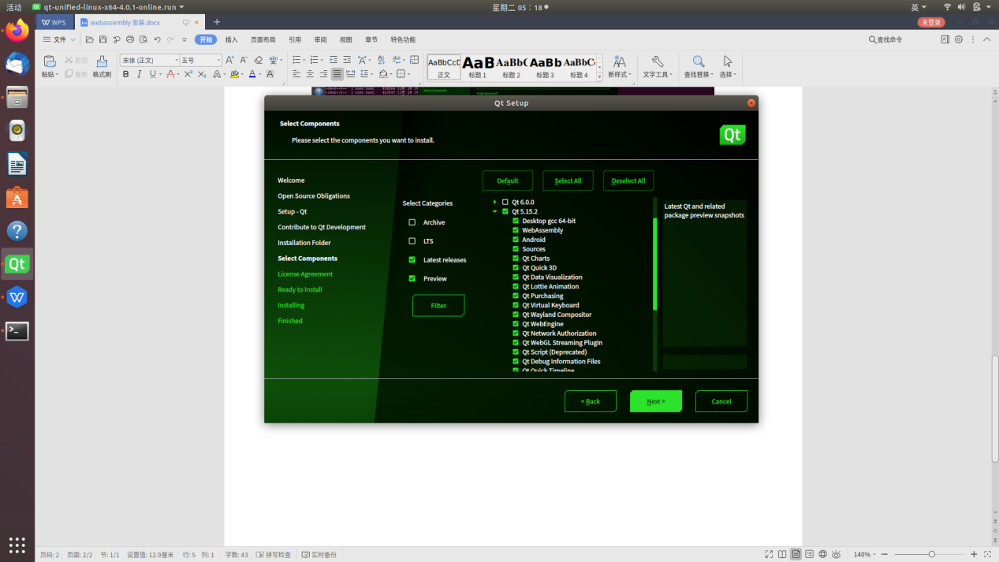 活动
qt-unified-linux-x64-4.0.1-online.run
星期二 05：18
英
WPS
webassembly 安装.docx
未登录
文件
开始
插入
页面布局
引用
审阅
视图
章节
特色功能
查找命令
粘贴
剪切
复制
格式刷
宋体 (正文)
五号
B I U
AaBbCcD
正文
AaB
标题 1
AaBb(
标题 2
AaBb
标题 3
AaBbC
标题 4
新样式
文字工具
查找替换
选择
Qt Setup
Select Components
Please select the components you want to install.
Qt
Welcome
Open Source Obligations
Setup - Qt
Contribute to Qt Development
Installation Folder
Select Components
License Agreement
Ready to Install
Installing
Finished
Default
Select All
Deselect All
Select Categories
Archive
LTS
Latest releases
Preview
Filter
Qt 6.0.0
Qt 5.15.2
Desktop gcc 64-bit
WebAssembly
Android
Sources
Qt Charts
Qt Quick 3D
Qt Data Visualization
Qt Lottie Animation
Qt Purchasing
Qt Virtual Keyboard
Qt Wayland Compositor
Qt WebEngine
Qt Network Authorization
Qt WebGL Streaming Plugin
Qt Script (Deprecated)
Qt Debug Information Files
Qt Quick Timeline
Latest Qt and related
package preview snapshots
< Back
Next >
Cancel
页码: 2
页面: 2/2
节: 1/1
设置值: 12.9厘米
行: 5
列: 1
字数: 43
拼写检查
实时备份
140%